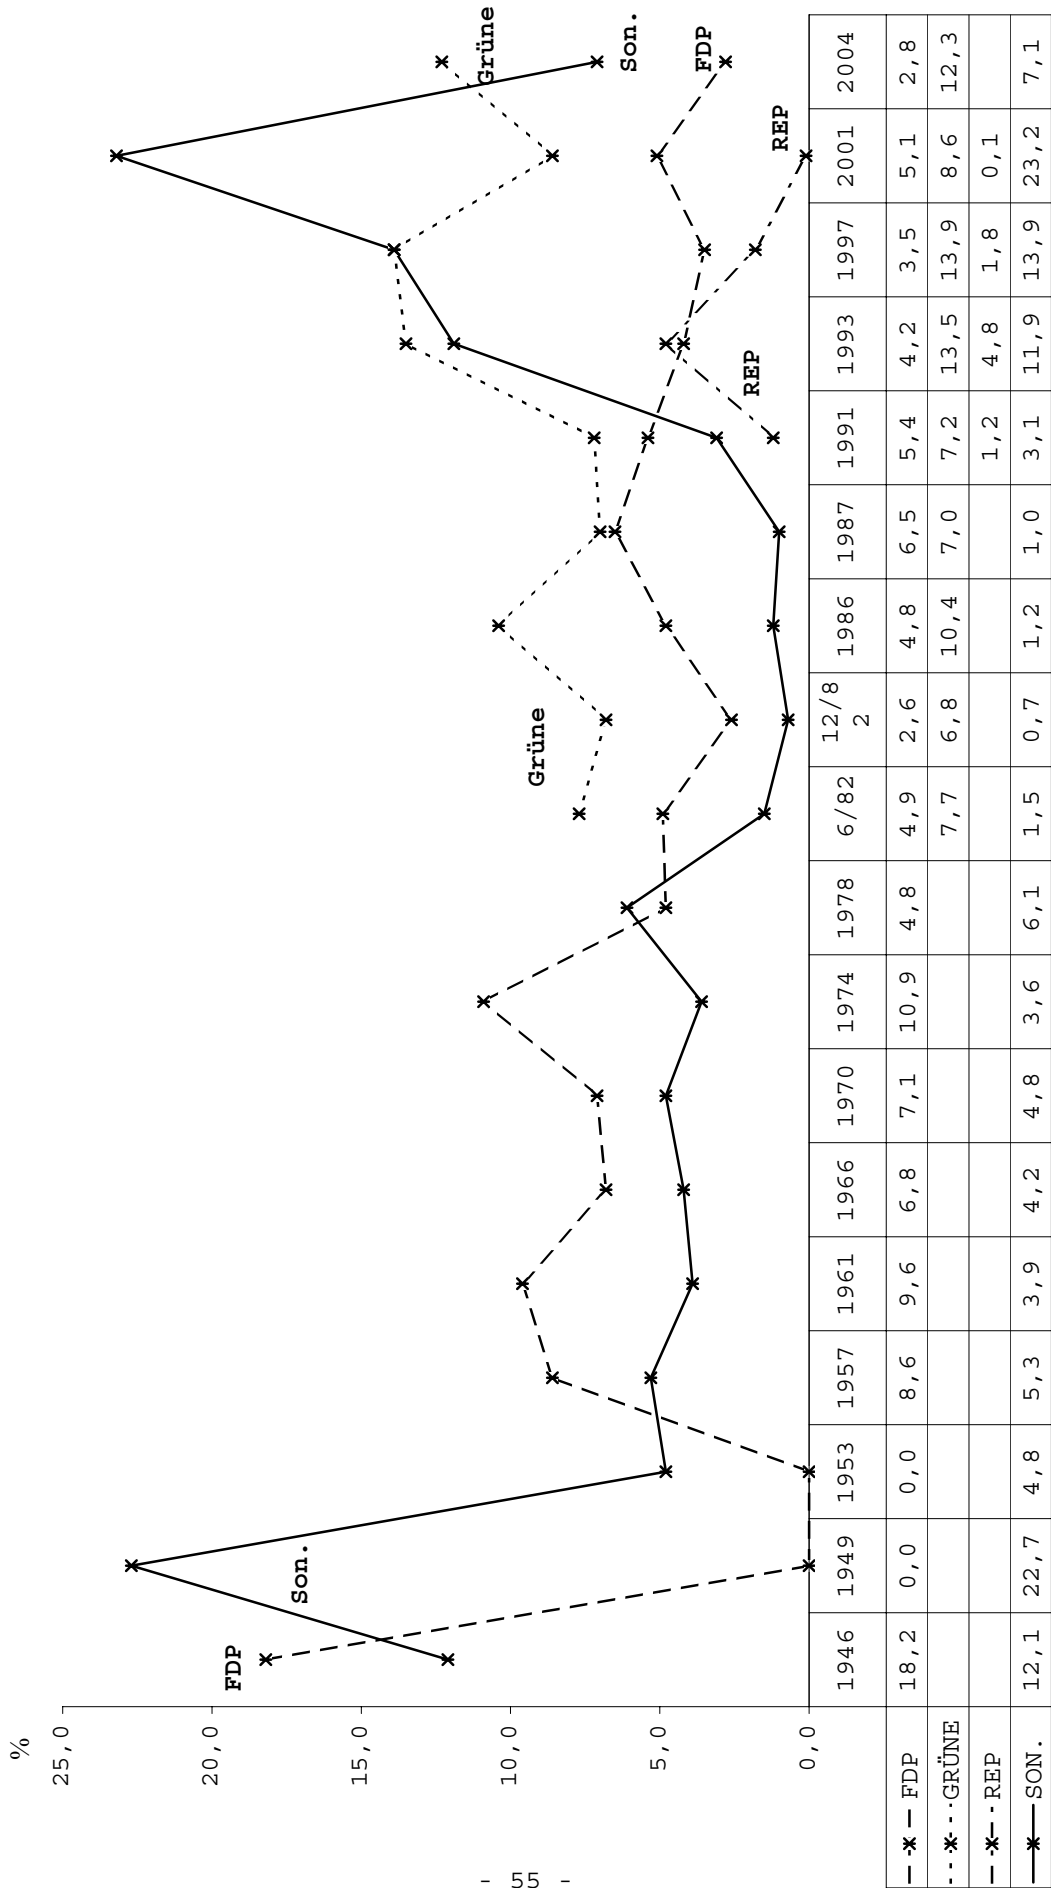 %
25,0
20,0
15,0
10,0
5,0
0,0
FDP
Son.
Grüne
REP
Grüne
Son.
FDP
REP
1946 1949 1953 1957 1961 1966 1970 1974 1978 6/82 12/8 1986 1987 1991 1993 1997 2001 2004
2
FDP 18,2 0,0 0,0 8,6 9,6 6,8 7,1 10,9 4,8 4,9 2,6 4,8 6,5 5,4 4,2 3,5 5,1 2,8
GRÜNE 7,7 6,8 10,4 7,0 7,2 13,5 13,9 8,6 12,3
REP 1,2 4,8 1,8 0,1
SON. 12,1 22,7 4,8 5,3 3,9 4,2 4,8 3,6 6,1 1,5 0,7 1,2 1,0 3,1 11,9 13,9 23,2 7,1
- 55 -